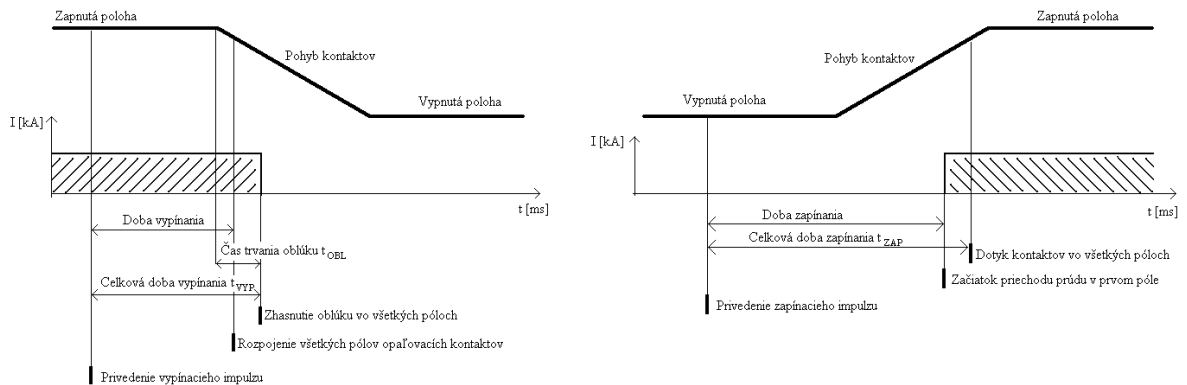 Zapnutá poloha
Pohyb kontaktov
Vypnutá poloha
I [kA]
t [ms]
Doba vypínania
Čas trvania oblúku t OBL
Celková doba vypínania t VYP
Zhasnutie oblúku vo všetkých póloch
Rozpojenie všetkých pólov opaľovacích kontaktov
Privedenie vypínacieho impulzu
Zapnutá poloha
Pohyb kontaktov
Vypnutá poloha
I [kA]
t [ms]
Doba zapínania
Celková doba zapínania t ZAP
Dotyk kontaktov vo všetkých póloch
Začiatok priechodu prúdu v prvom póle
Privedenie zapínacieho impulzu